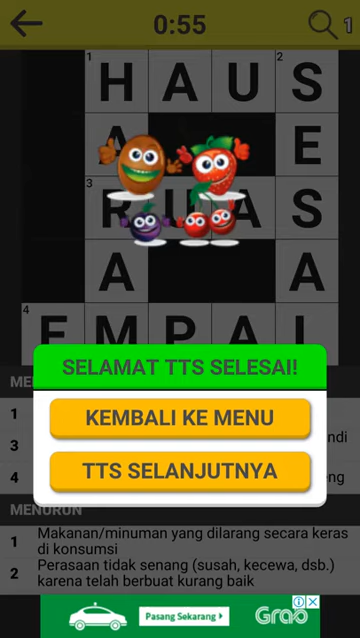 0:55
1
1 2
H A U S
A E
3
R U A S
A A
4
E M P A L
SELAMAT TTS SELESAI!
ME
1
KEMBALI KE MENU
3 ndi
TTS SELANJUTNYA
4 ng
MENURUN
1 Makanan/minuman yang dilarang secara keras
di konsumsi
2 Perasaan tidak senang (susah, kecewa, dsb.)
karena telah berbuat kurang baik
Pasang Sekarang
Grab